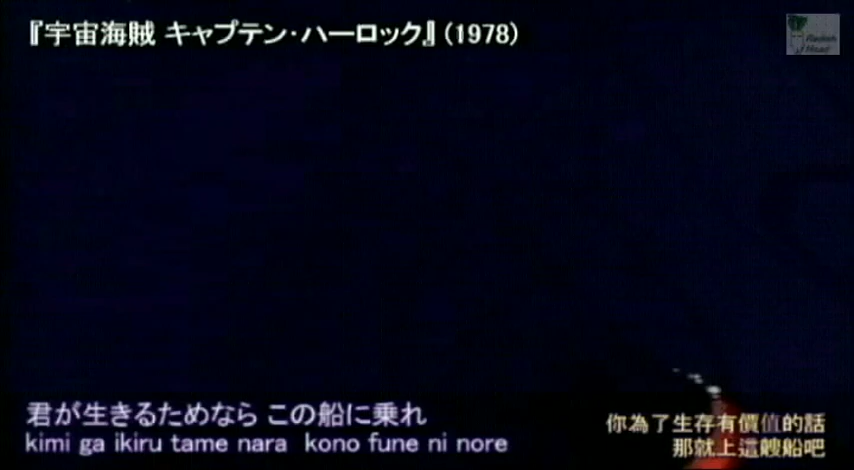 『宇宙海賊 キャプテン・ハーロック』(1978)
Radish
Head
君が生きるためなら この船に乗れ
kimi ga ikiru tame nara kono fune ni nore
你為了生存有價值的話
那就上這艘船吧